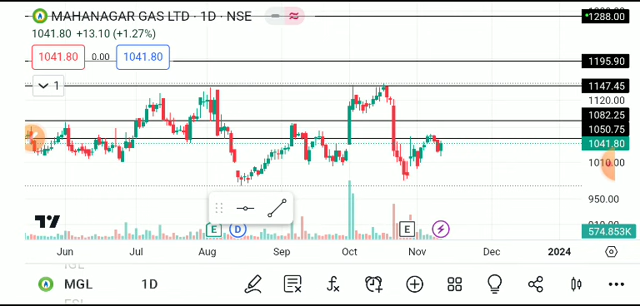 MAHANAGAR GAS LTD · 1D · NSE
1041.80 +13.10 (+1.27%)
1041.80 0.00 1041.80
1
1288.00
1195.90
1147.45
1120.00
1082.25
1050.75
1041.80
1010.00
950.00
574.853K
E D E
Jun Jul Aug Sep Oct Nov Dec 2024
MGL 1D